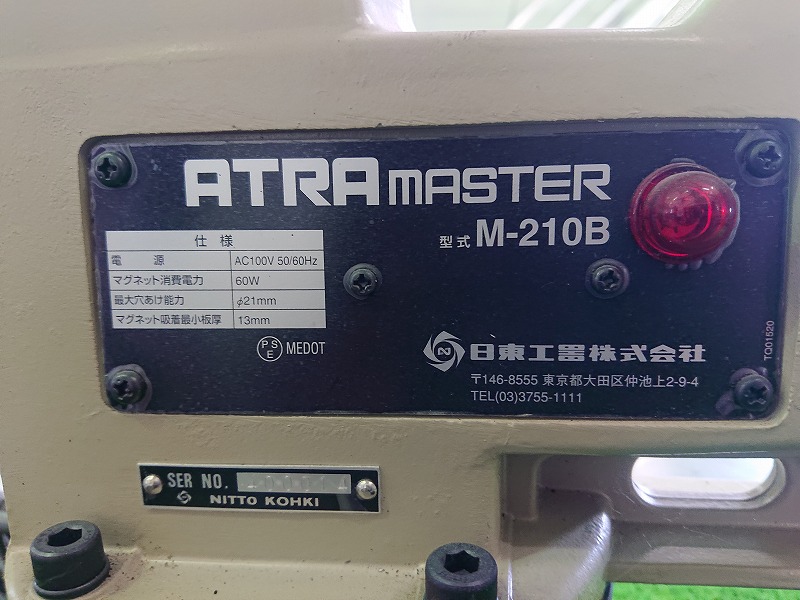 ATRA MASTER
型式 M-210B
仕様
電源 AC100V 50/60Hz
マグネット消費電力 60W
最大穴あけ能力 φ21mm
マグネット吸着最小板厚 13mm
PSE MEDOT
日東工器株式会社
〒146-8555 東京都大田区仲池上2-9-4
TEL(03)3755-1111
TQ01520
SER NO.
NITTO KOHKI